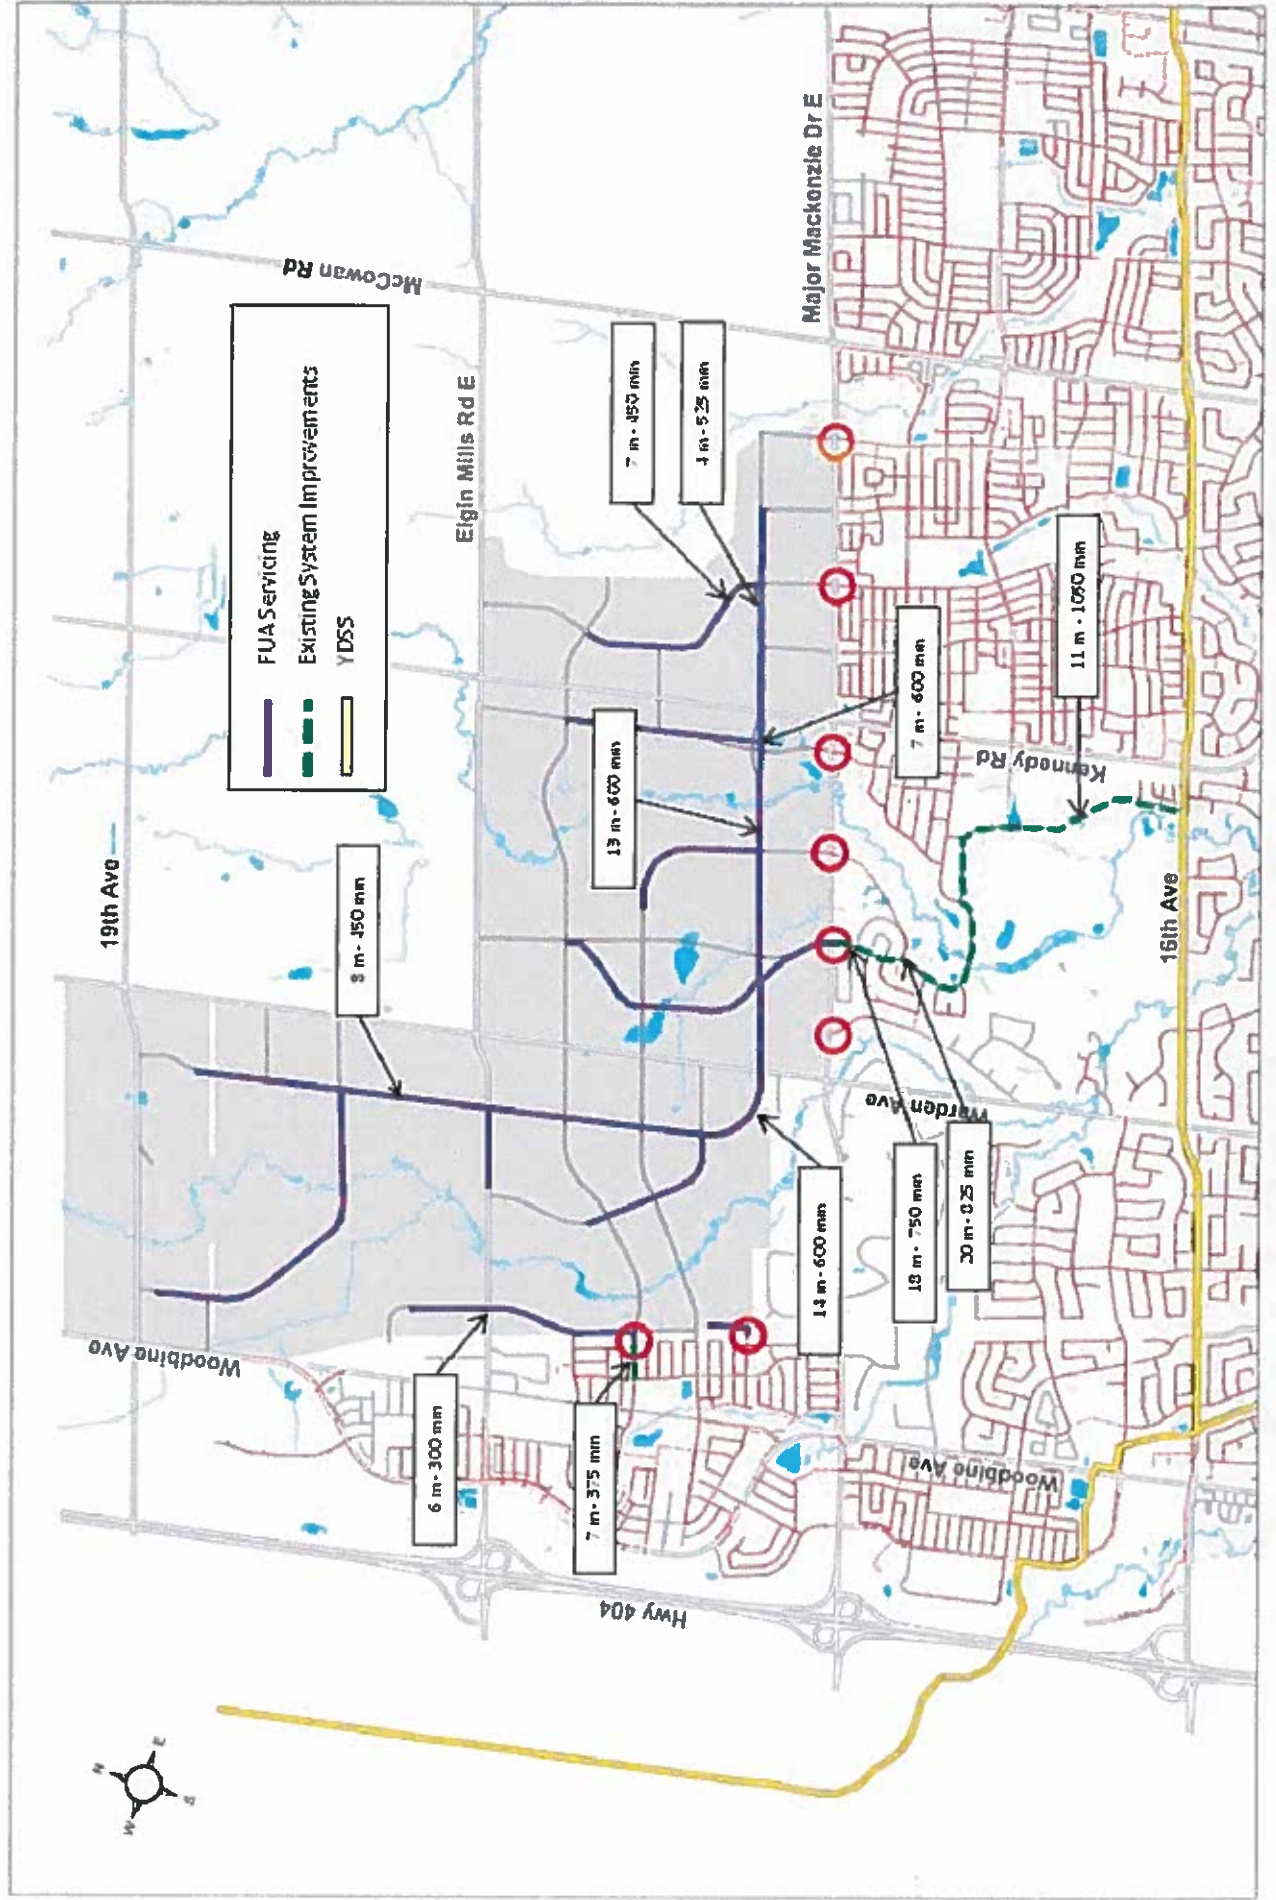 19th Ave
Elgin Mills Rd E
Major Mackenzie Dr E
16th Ave
McCowan Rd
Kennedy Rd
Warden Ave
Woodbine Ave
Woodbine Ave
Hwy 404
FUA Servicing
Existing System Improvements
YDSS
8 m - 450 mm
7 m - 450 mm
4 m - 525 mm
13 m - 600 mm
7 m - 600 mm
11 m - 1050 mm
14 m - 600 mm
18 m - 750 mm
6 m - 300 mm
7 m - 375 mm
N
E
S
W